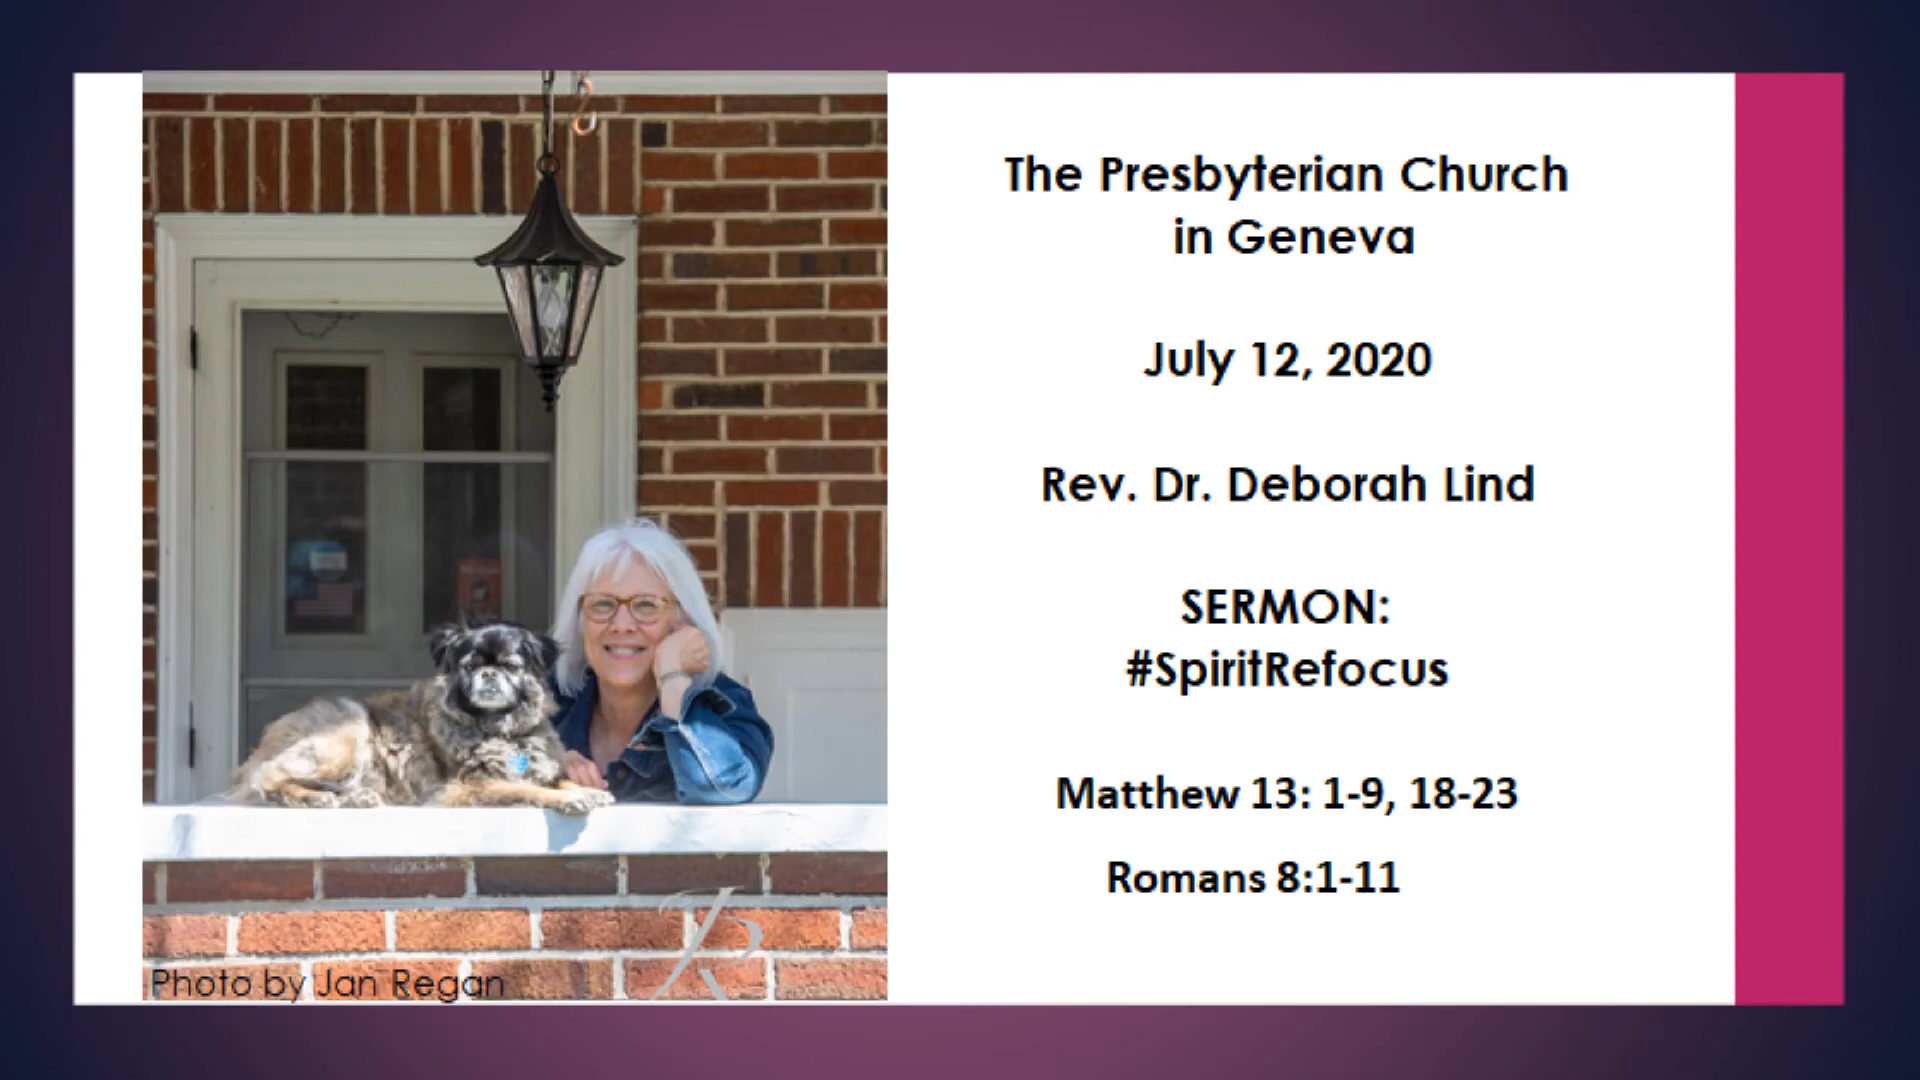 The Presbyterian Church
in Geneva
July 12, 2020
Rev. Dr. Deborah Lind
SERMON:
#SpiritRefocus
Matthew 13: 1-9, 18-23
Romans 8:1-11
Photo by Jan Regan